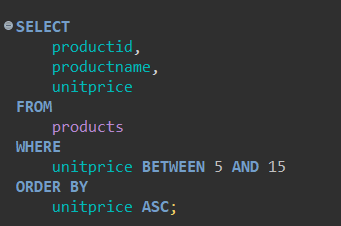 SELECT
productid,
productname,
unitprice
FROM
products
WHERE
unitprice BETWEEN 5 AND 15
ORDER BY
unitprice ASC;